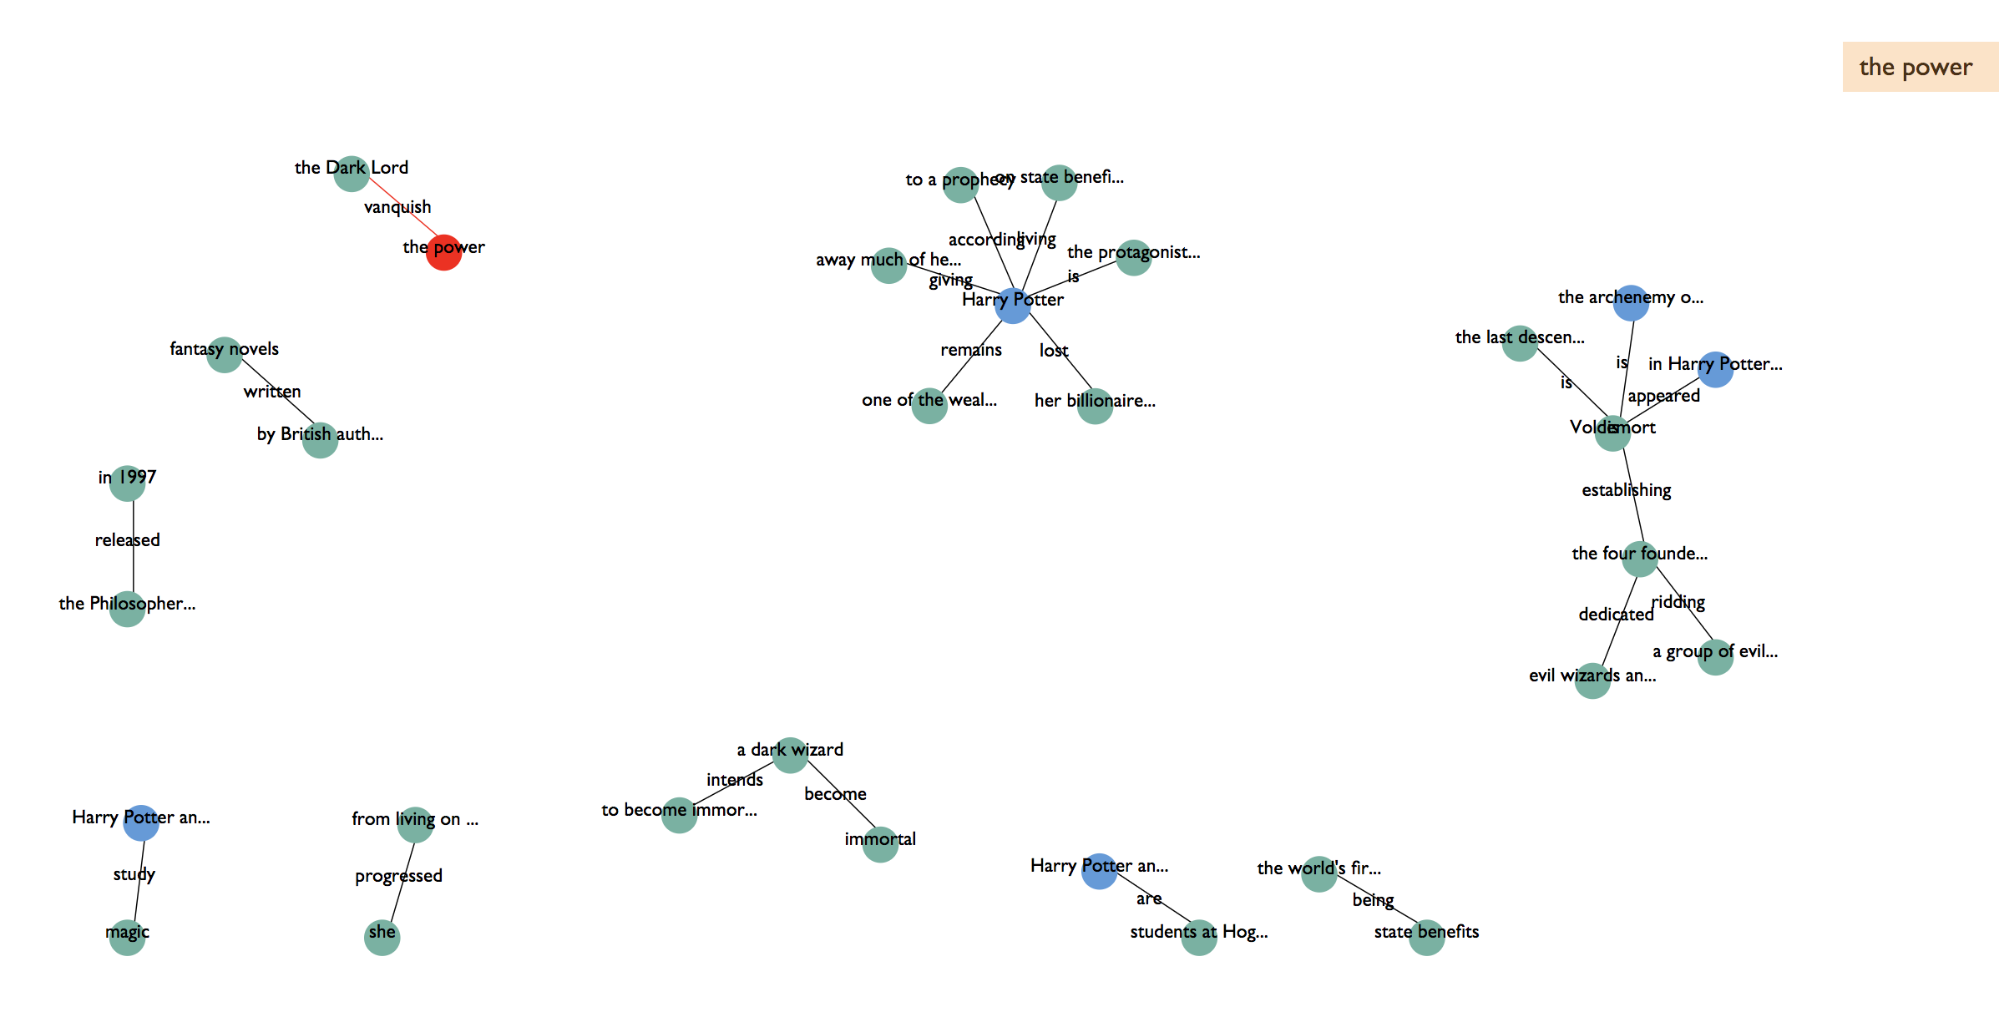 the power
the Dark Lord
vanquish
the power
to a prophecy
on state benefi...
according
living
away much of he...
giving
the protagonist...
is
Harry Potter
remains
lost
one of the weal...
her billionaire...
the archenemy o...
the last descen...
is
in Harry Potter...
is
appeared
Voldemort
is
establishing
the four founde...
dedicated
ridding
a group of evil...
evil wizards an...
fantasy novels
written
by British auth...
in 1997
released
the Philosopher...
a dark wizard
intends
become
to become immor...
immortal
Harry Potter an...
study
magic
from living on ...
progressed
she
Harry Potter an...
are
students at Hog...
the world's fir...
being
state benefits